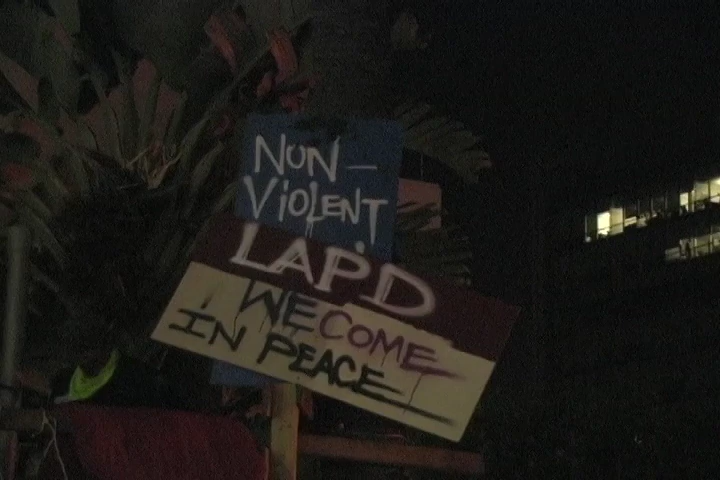 NON-
ViOLENT
LAPD
WE COME
IN PEACE